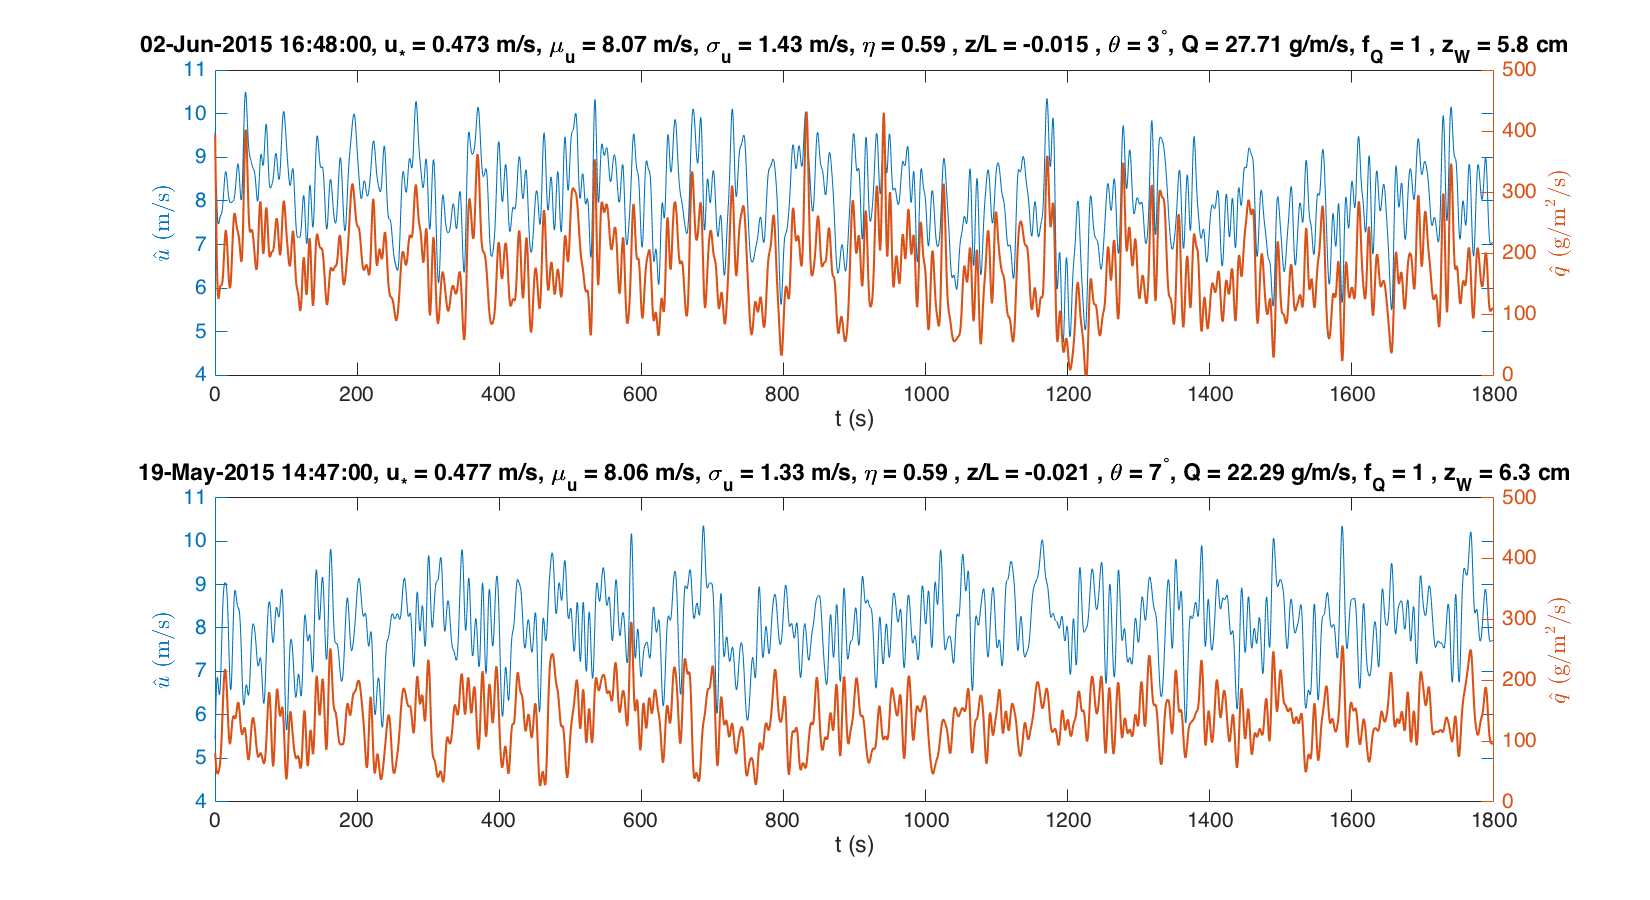 02-Jun-2015 16:48:00, u* = 0.473 m/s, μu = 8.07 m/s, σu = 1.43 m/s, η = 0.59 , z/L = -0.015 , θ = 3°, Q = 27.71 g/m/s, fQ = 1 , zW = 5.8 cm
11
10
9
8
7
6
5
4
û (m/s)
500
400
300
200
100
0
q̂ (g/m²/s)
0 200 400 600 800 1000 1200 1400 1600 1800
t (s)
19-May-2015 14:47:00, u* = 0.477 m/s, μu = 8.06 m/s, σu = 1.33 m/s, η = 0.59 , z/L = -0.021 , θ = 7°, Q = 22.29 g/m/s, fQ = 1 , zW = 6.3 cm
11
10
9
8
7
6
5
4
û (m/s)
500
400
300
200
100
0
q̂ (g/m²/s)
0 200 400 600 800 1000 1200 1400 1600 1800
t (s)